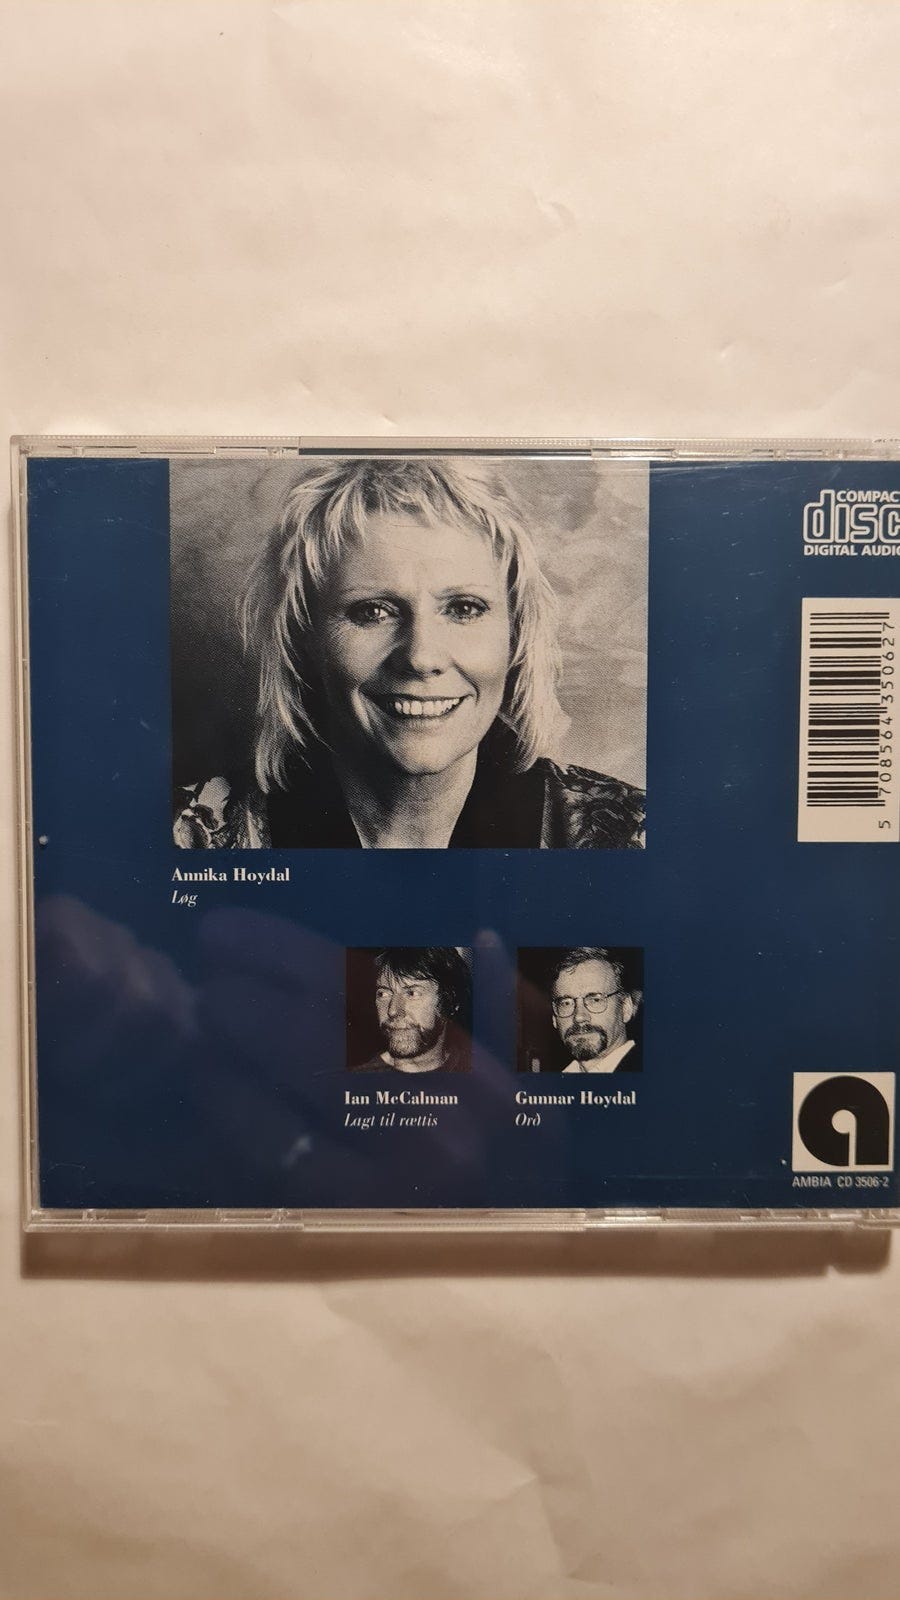 COMPACT
disc
DIGITAL AUDIO
5 708564 350627
Annika Hoydal
Løg
Ian McCalman
Lagt til rættis
Gunnar Hoydal
Orð
a
AMBIA CD 3506-2